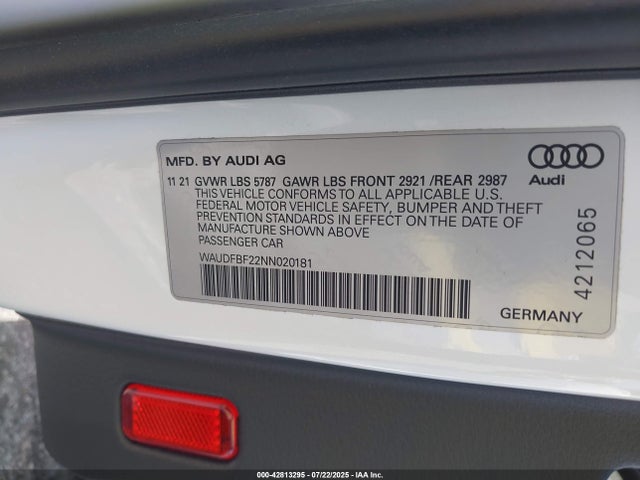 MFD. BY AUDI AG
11 21 GVWR LBS 5787 GAWR LBS FRONT 2921 /REAR 2987
THIS VEHICLE CONFORMS TO ALL APPLICABLE U.S.
FEDERAL MOTOR VEHICLE SAFETY, BUMPER AND THEFT
PREVENTION STANDARDS IN EFFECT ON THE DATE OF
MANUFACTURE SHOWN ABOVE
PASSENGER CAR
WAUDFBF22NN020181
Audi
4212065
GERMANY
000-42813295 - 07/22/2025 - IAA Inc.